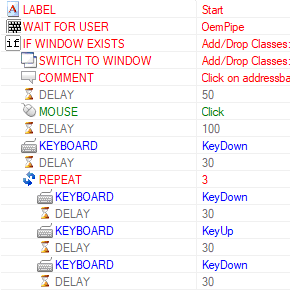 LABEL Start
WAIT FOR USER OemPipe
if IF WINDOW EXISTS Add/Drop Classes:
SWITCH TO WINDOW Add/Drop Classes:
COMMENT Click on addressba
DELAY 50
MOUSE Click
DELAY 100
KEYBOARD KeyDown
DELAY 30
REPEAT 3
KEYBOARD KeyDown
DELAY 30
KEYBOARD KeyUp
DELAY 30
KEYBOARD KeyDown
DELAY 30